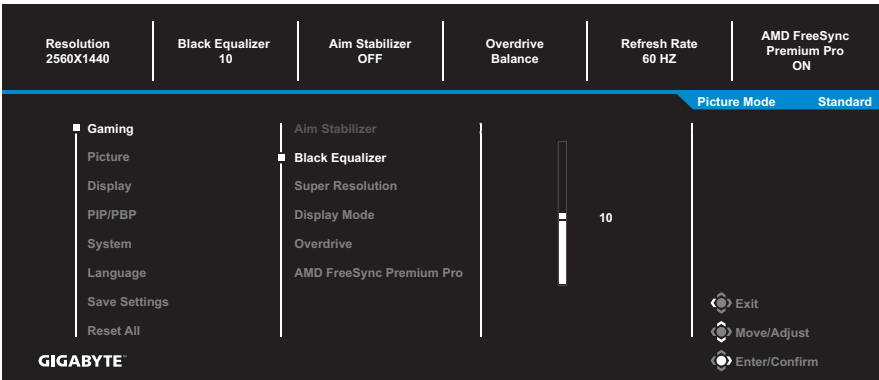 Resolution
2560X1440
Black Equalizer
10
Aim Stabilizer
OFF
Overdrive
Balance
Refresh Rate
60 HZ
AMD FreeSync
Premium Pro
ON
Picture Mode Standard
Gaming
Picture
Display
PIP/PBP
System
Language
Save Settings
Reset All
Aim Stabilizer
Black Equalizer
Super Resolution
Display Mode
Overdrive
AMD FreeSync Premium Pro
10
Exit
Move/Adjust
Enter/Confirm
GIGABYTE™